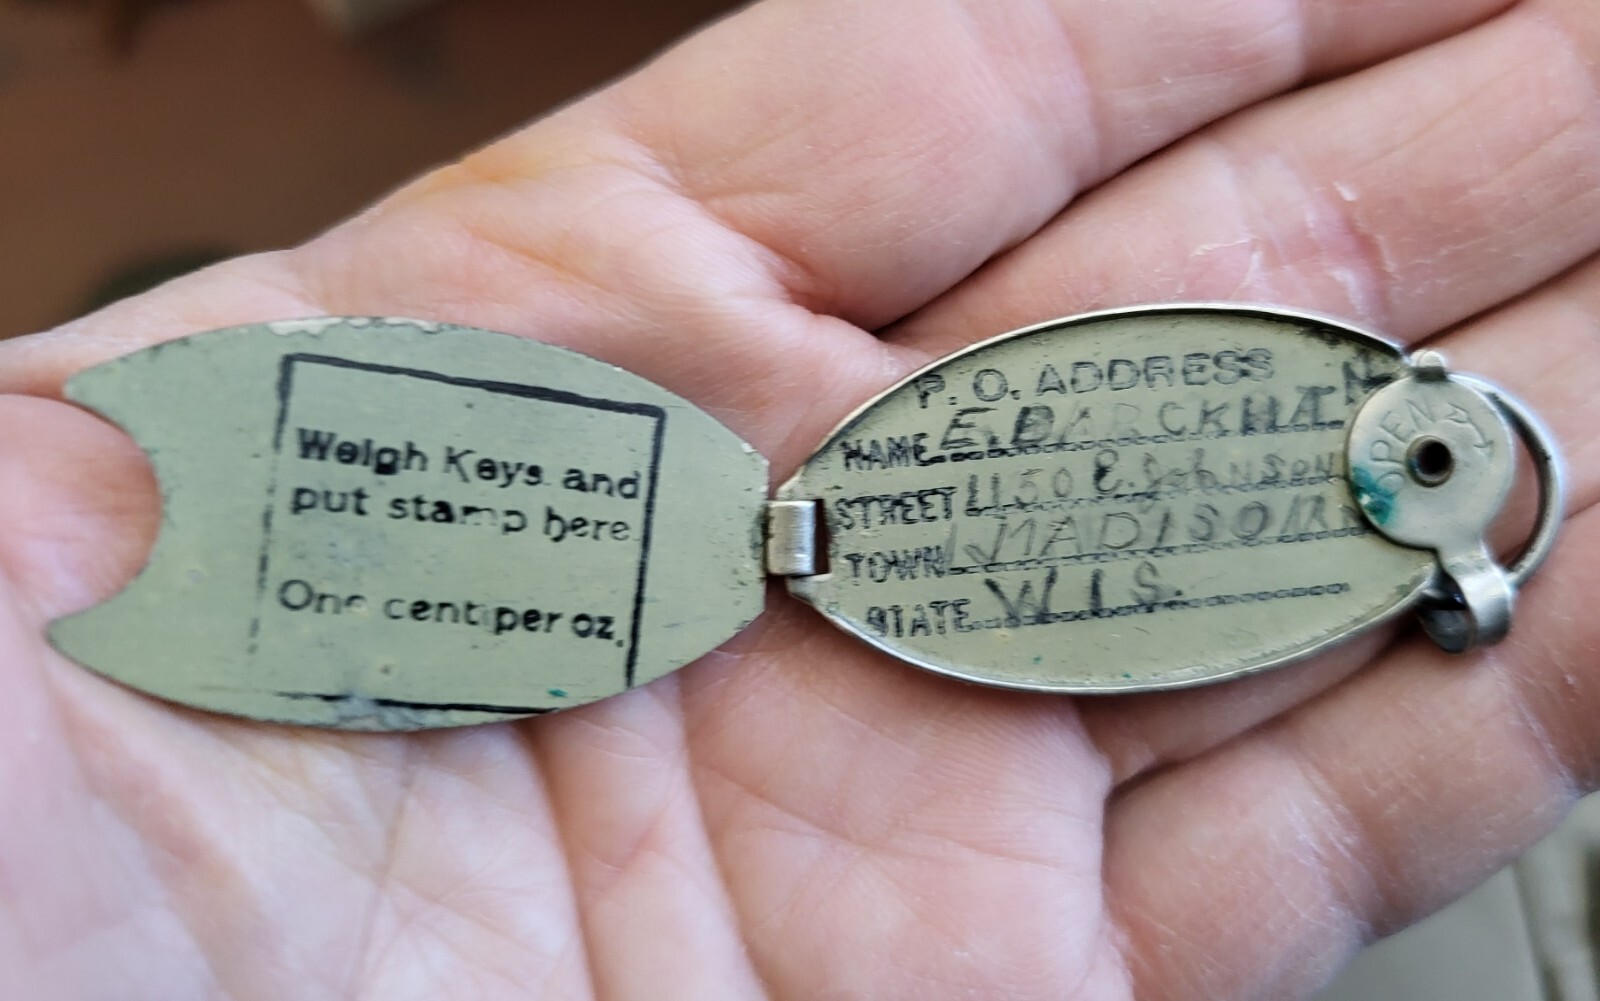 Weigh Keys and
put stamp here
One cent per oz.
P. O. ADDRESS
NAME E.
STREET 1150 E. Johnson
TOWN MADISON
STATE WIS.
OPEN